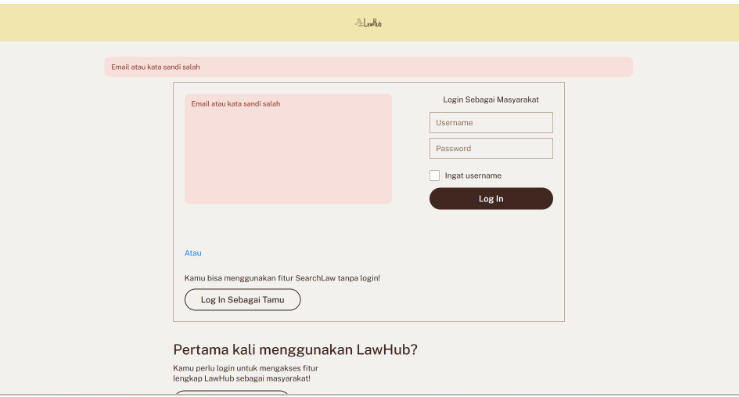 LawHub
Email atau kata sandi salah
Email atau kata sandi salah
Login Sebagai Masyarakat
Username
Password
Ingat username
Log In
Atau
Kamu bisa menggunakan fitur SearchLaw tanpa login!
Log In Sebagai Tamu
Pertama kali menggunakan LawHub?
Kamu perlu login untuk mengakses fitur
lengkap LawHub sebagai masyarakat!